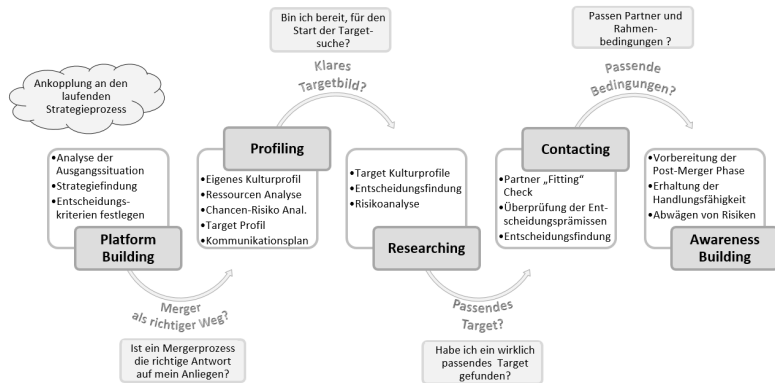 Ankopplung an den
laufenden
Strategieprozess
•Analyse der
Ausgangssituation
•Strategiefindung
•Entscheidungs-
kriterien festlegen
Platform
Building
Merger
als richtiger Weg?
Ist ein Mergerprozess
die richtige Antwort
auf mein Anliegen?
Profiling
•Eigenes Kulturprofil
•Ressourcen Analyse
•Chancen-Risiko Anal.
•Target Profil
•Kommunikationsplan
Bin ich bereit, für den
Start der Target-
suche?
Klares
Targetbild?
•Target Kulturprofile
•Entscheidungsfindung
•Risikoanalyse
Researching
Passendes
Target?
Habe ich ein wirklich
passendes Target
gefunden?
Contacting
•Partner „Fitting“
Check
•Überprüfung der Ent-
scheidungsprämissen
•Entscheidungsfindung
Passen Partner und
Rahmen-
bedingungen ?
Passende
Bedingungen?
•Vorbereitung der
Post-Merger Phase
•Erhaltung der
Handlungsfähigkeit
•Abwägen von Risiken
Awareness
Building